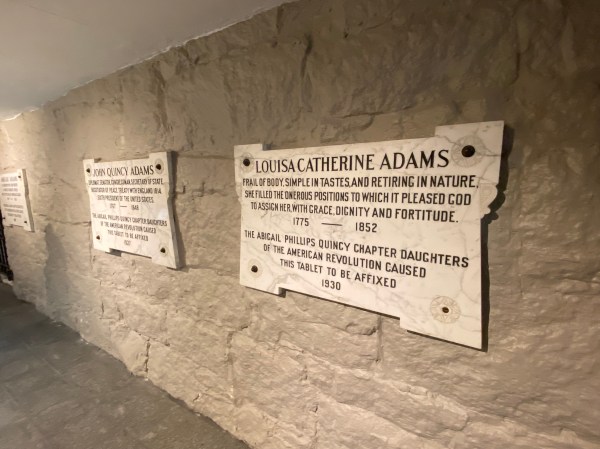 JOHN QUINCY ADAMS
DIPLOMAT, SENATOR, CONGRESSMAN, SECRETARY OF STATE,
NEGOTIATOR OF PEACE TREATY WITH ENGLAND IN 1814
SIXTH PRESIDENT OF THE UNITED STATES
1767 — 1848
THE ABIGAIL PHILLIPS QUINCY CHAPTER DAUGHTERS
OF THE AMERICAN REVOLUTION CAUSED
THIS TABLET TO BE AFFIXED
LOUISA CATHERINE ADAMS
FRAIL OF BODY, SIMPLE IN TASTES, AND RETIRING IN NATURE,
SHE FILLED THE ONEROUS POSITIONS TO WHICH IT PLEASED GOD
TO ASSIGN HER, WITH GRACE, DIGNITY AND FORTITUDE.
1775 — 1852
THE ABIGAIL PHILLIPS QUINCY CHAPTER DAUGHTERS
OF THE AMERICAN REVOLUTION CAUSED
THIS TABLET TO BE AFFIXED
1930